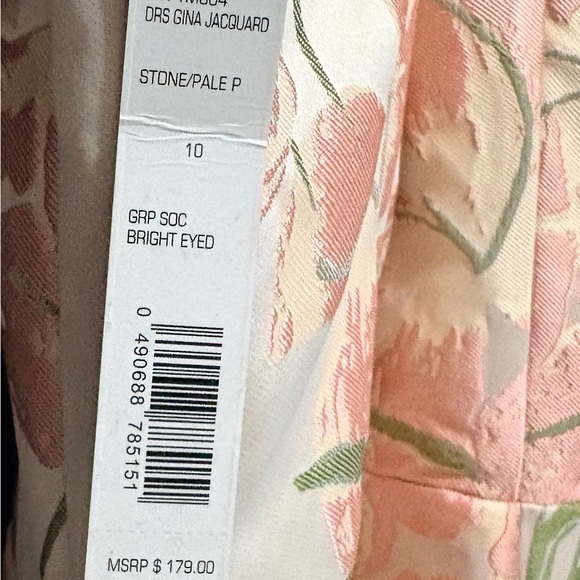 DRS GINA JACQUARD
STONE/PALE P
10
GRP SOC
BRIGHT EYED
0 490688 785151
MSRP $ 179.00